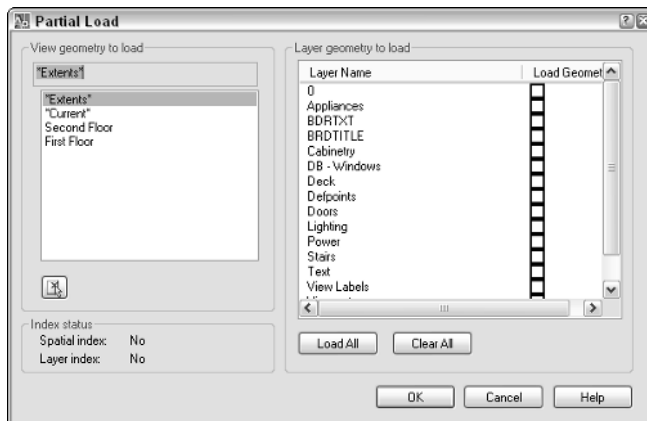 Partial Load
View geometry to load
"Extents"
"Extents"
"Current"
Second Floor
First Floor
Index status
Spatial index: No
Layer index: No
Layer geometry to load
Layer Name Load Geomet
0
Appliances
BDRTXT
BRDTITLE
Cabinetry
DB - Windows
Deck
Defpoints
Doors
Lighting
Power
Stairs
Text
View Labels
Load All Clear All
OK Cancel Help